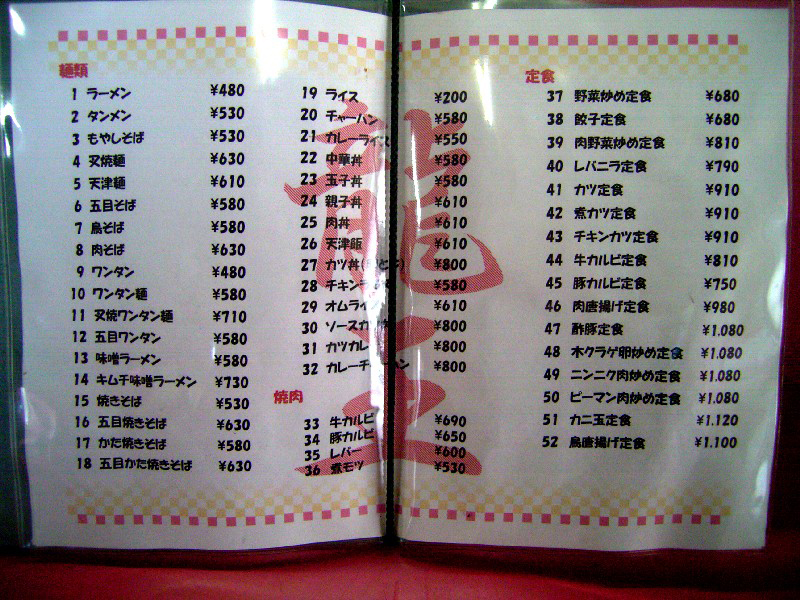 麺類
1 ラーメン ¥480
2 タンメン ¥530
3 もやしそば ¥530
4 叉焼麺 ¥630
5 天津麺 ¥610
6 五目そば ¥580
7 鳥そば ¥580
8 肉そば ¥630
9 ワンタン ¥480
10 ワンタン麺 ¥580
11 叉焼ワンタン麺 ¥710
12 五目ワンタン ¥580
13 味噌ラーメン ¥580
14 キムチ味噌ラーメン ¥730
15 焼きそば ¥530
16 五目焼きそば ¥630
17 かた焼きそば ¥580
18 五目かた焼きそば ¥630
19 ライス ¥200
20 チャーハン ¥580
21 カレーライス ¥550
22 中華丼 ¥580
23 玉子丼 ¥580
24 親子丼 ¥610
25 肉丼 ¥610
26 天津飯 ¥610
27 カツ丼 ¥800
28 チキンライス ¥580
29 オムライス ¥610
30 ソースカツ丼 ¥800
31 カツカレー ¥800
32 カレーチャーハン ¥800
焼肉
33 牛カルビ ¥690
34 豚カルビ ¥650
35 レバー ¥600
36 煮モツ ¥530
龍王
定食
37 野菜炒め定食 ¥680
38 餃子定食 ¥680
39 肉野菜炒め定食 ¥810
40 レバニラ定食 ¥790
41 カツ定食 ¥910
42 煮カツ定食 ¥910
43 チキンカツ定食 ¥910
44 牛カルビ定食 ¥810
45 豚カルビ定食 ¥750
46 肉唐揚げ定食 ¥980
47 酢豚定食 ¥1.080
48 木クラゲ卵炒め定食 ¥1.080
49 ニンニク肉炒め定食 ¥1.080
50 ピーマン肉炒め定食 ¥1.080
51 カニ玉定食 ¥1.120
52 鳥唐揚げ定食 ¥1.100